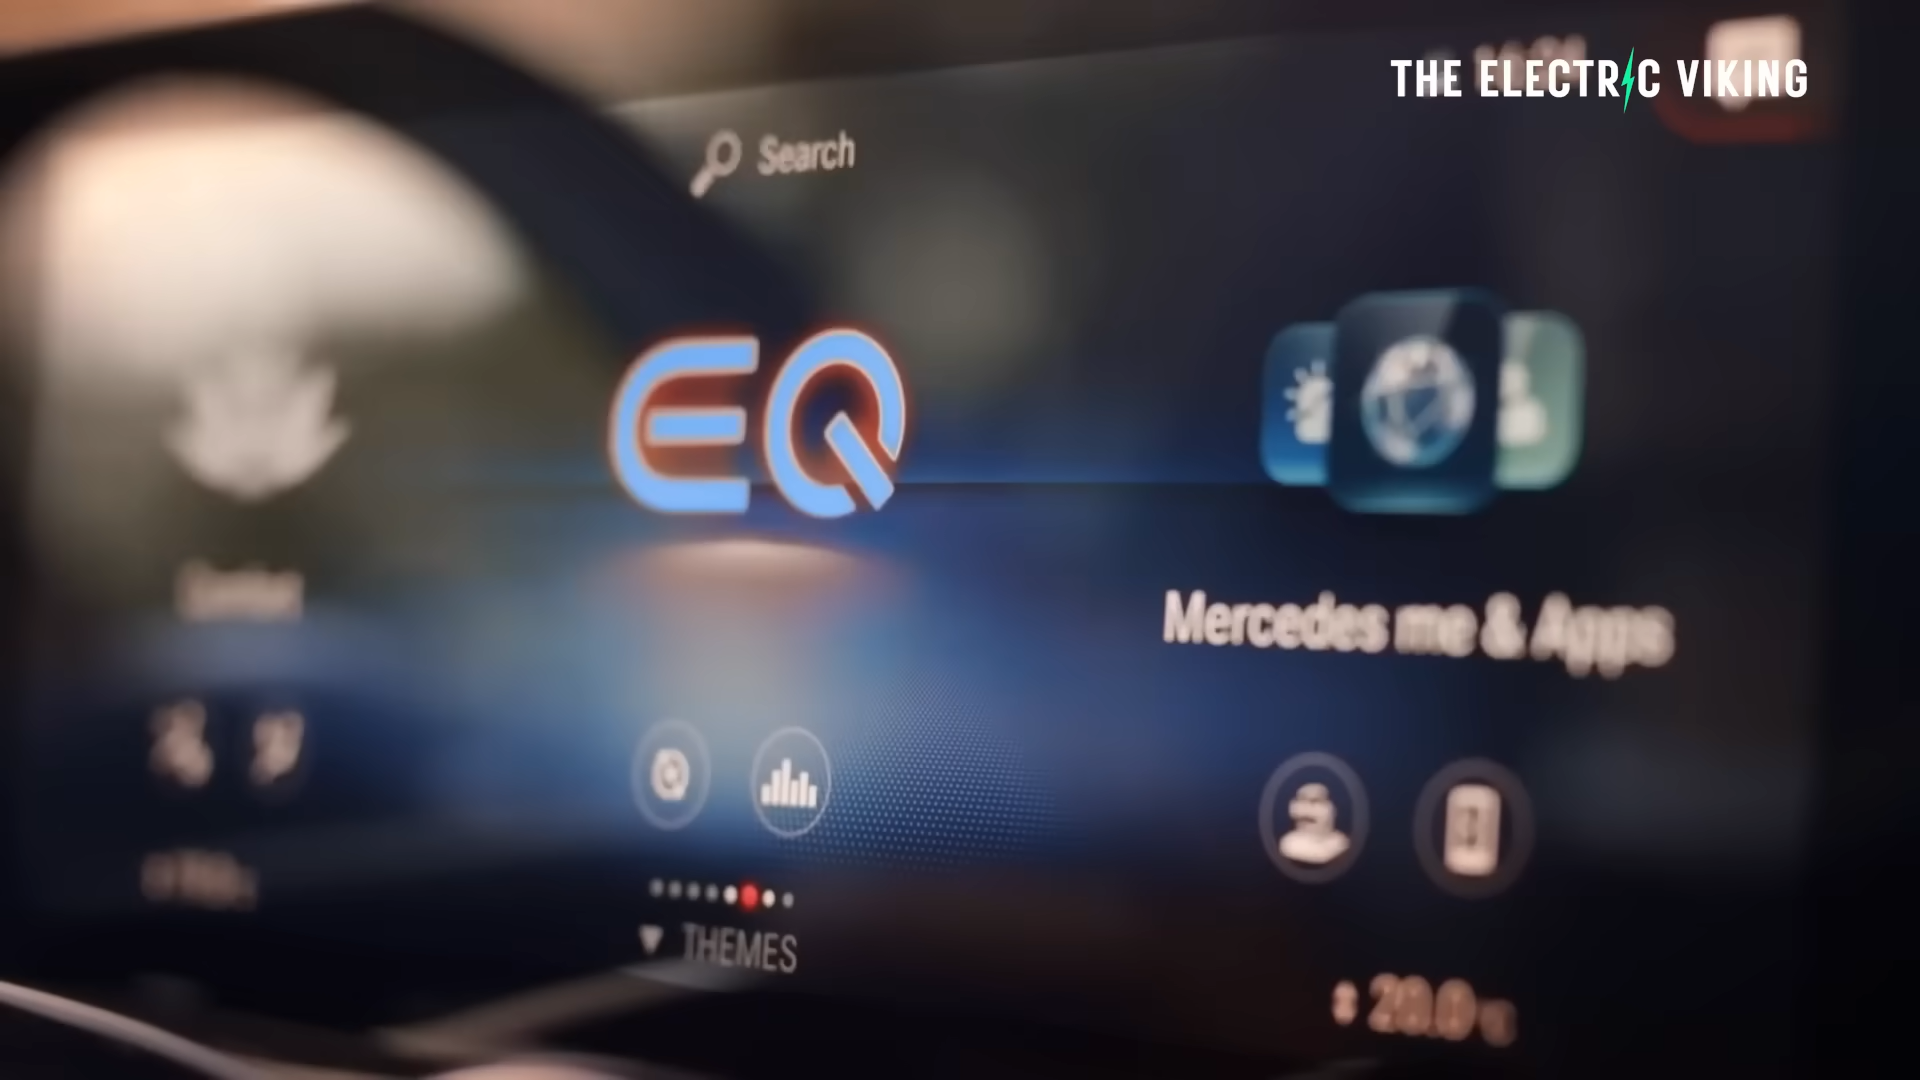 THE ELECTRIC VIKING
Search
EQ
Mercedes me & Apps
THEMES
20.0